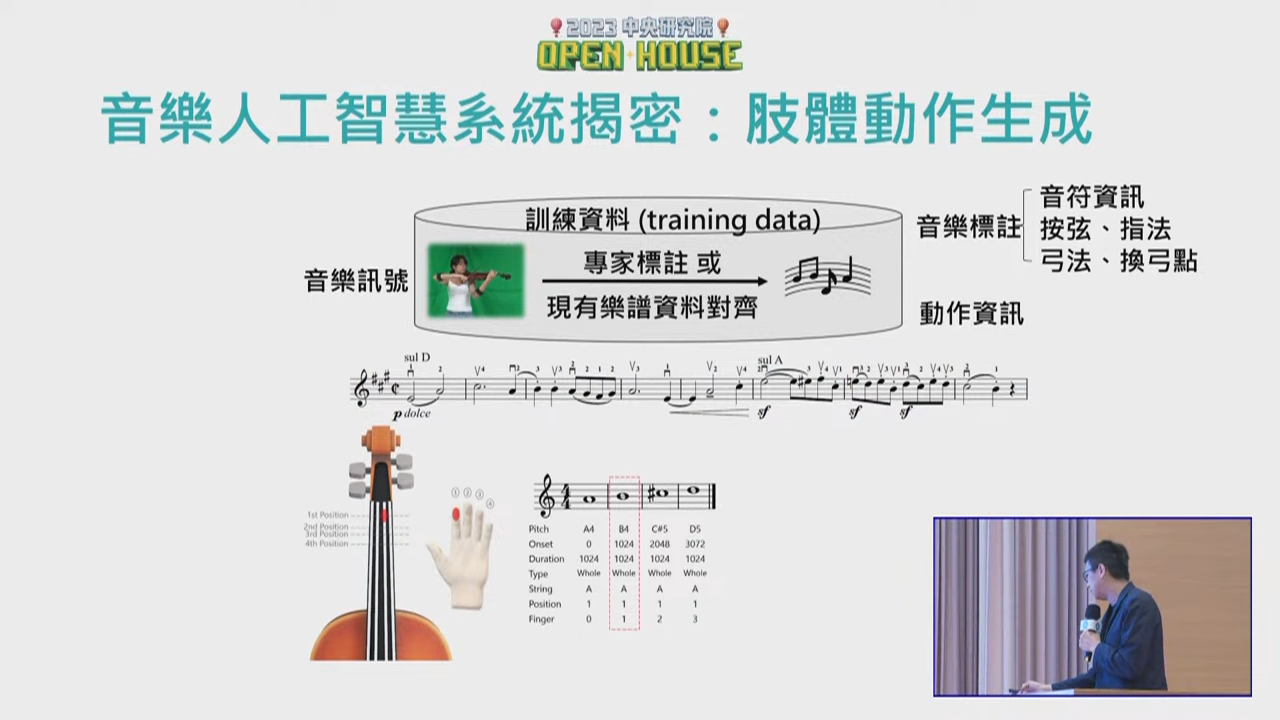 2023 中央研究院
OPEN HOUSE
音樂人工智慧系統揭密：肢體動作生成
訓練資料 (training data)
音樂訊號
專家標註 或
現有樂譜資料對齊
音樂標註
音符資訊
按弦、指法
弓法、換弓點
動作資訊
sul D
sul A
p dolce
sf
sf
sf
1st Position
2nd Position
3rd Position
4th Position
① ② ③ ④
Pitch A4 B4 C#5 D5
Onset 0 1024 2048 3072
Duration 1024 1024 1024 1024
Type Whole Whole Whole Whole
String A A A A
Position 1 1 1 1
Finger 0 1 2 3